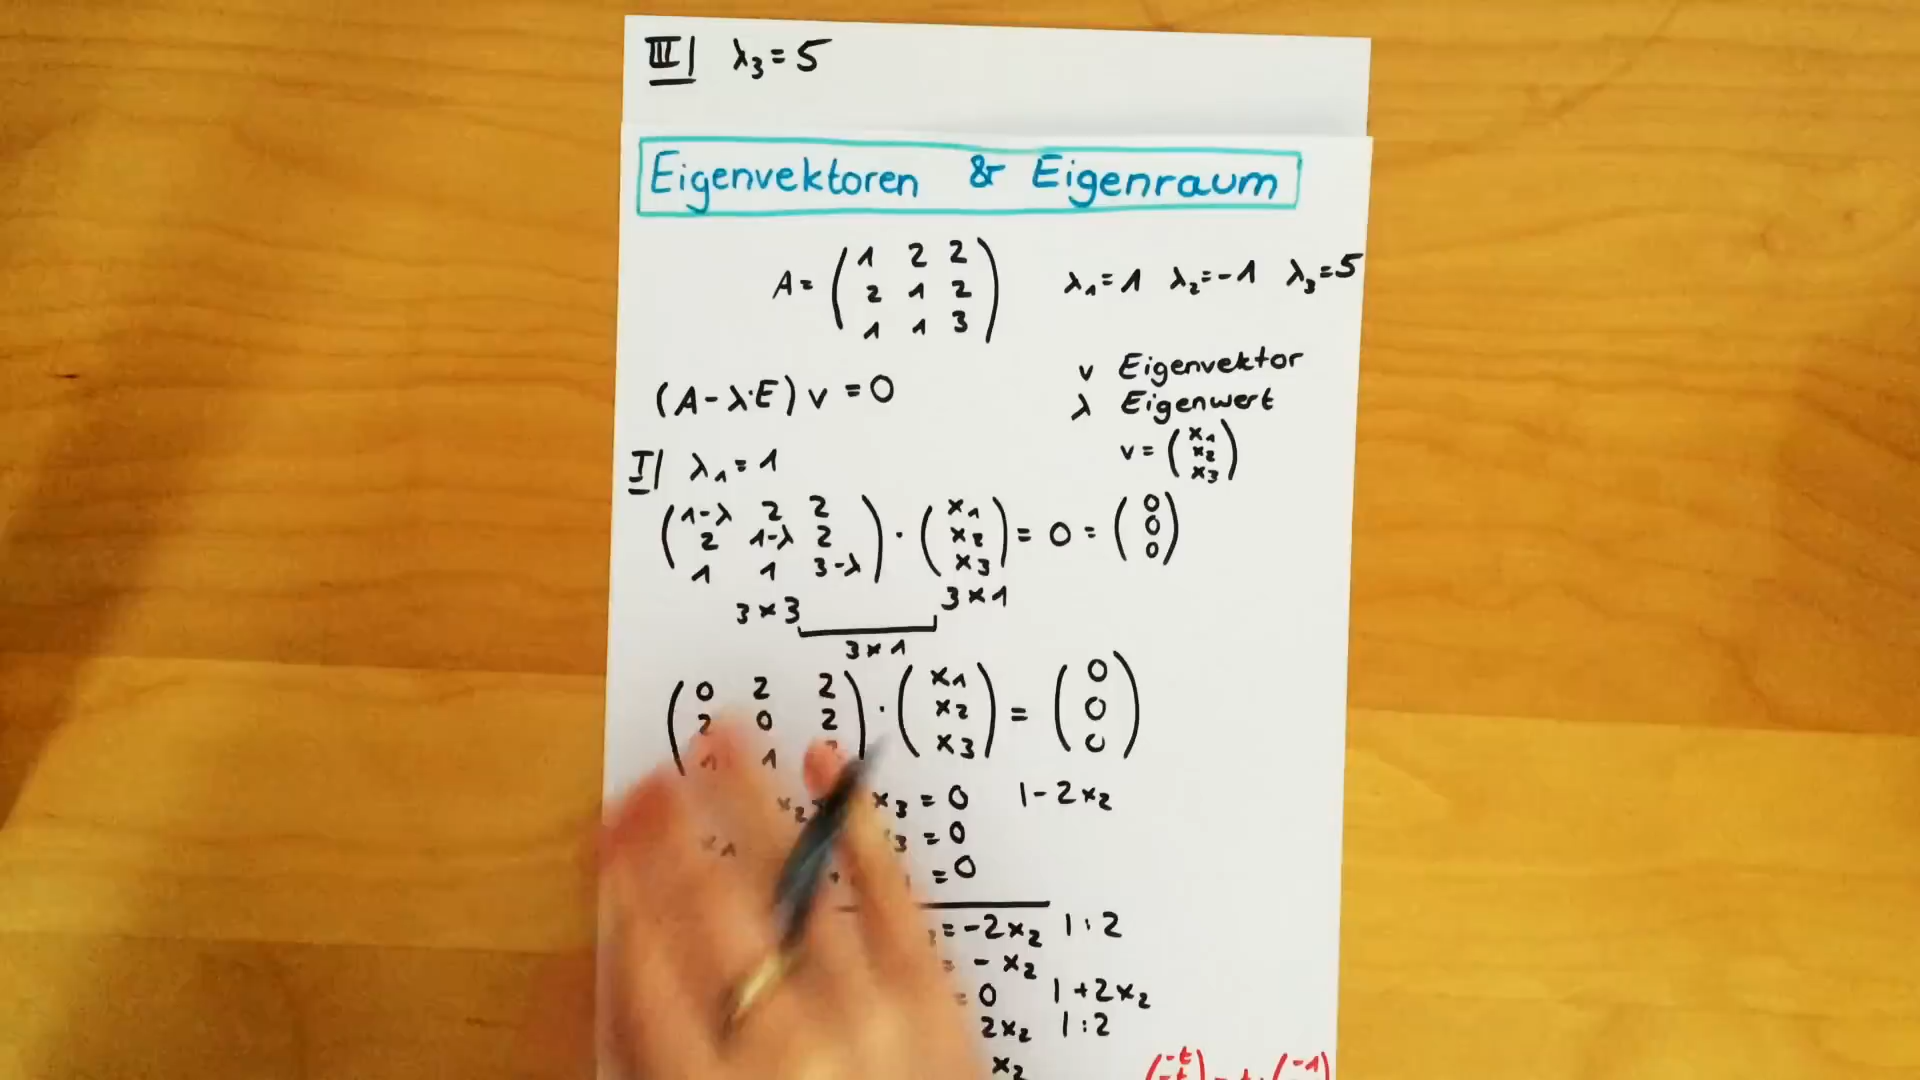 III| λ₃ = 5
Eigenvektoren & Eigenraum
A = (1 2 2
2 1 2
1 1 3) λ₁ = 1 λ₂ = -1 λ₃ = 5
v Eigenvektor
(A - λ·E) v = 0 λ Eigenwert
v = (x₁
x₂
x₃)
I| λ₁ = 1
(1-λ 2 2
2 1-λ 2
1 1 3-λ) · (x₁
x₂
x₃) = 0 = (0
0
0)
3×3 3×1
3×1
(0 2 2
2 0 2
1 1) · (x₁
x₂
x₃) = (0
0
0)
x₂ x₃ = 0 | -2x₂
x₁ ₃ = 0
= 0
= -2x₂ | : 2
= -x₂
= 0 | +2x₂
2x₂ | : 2
x₂